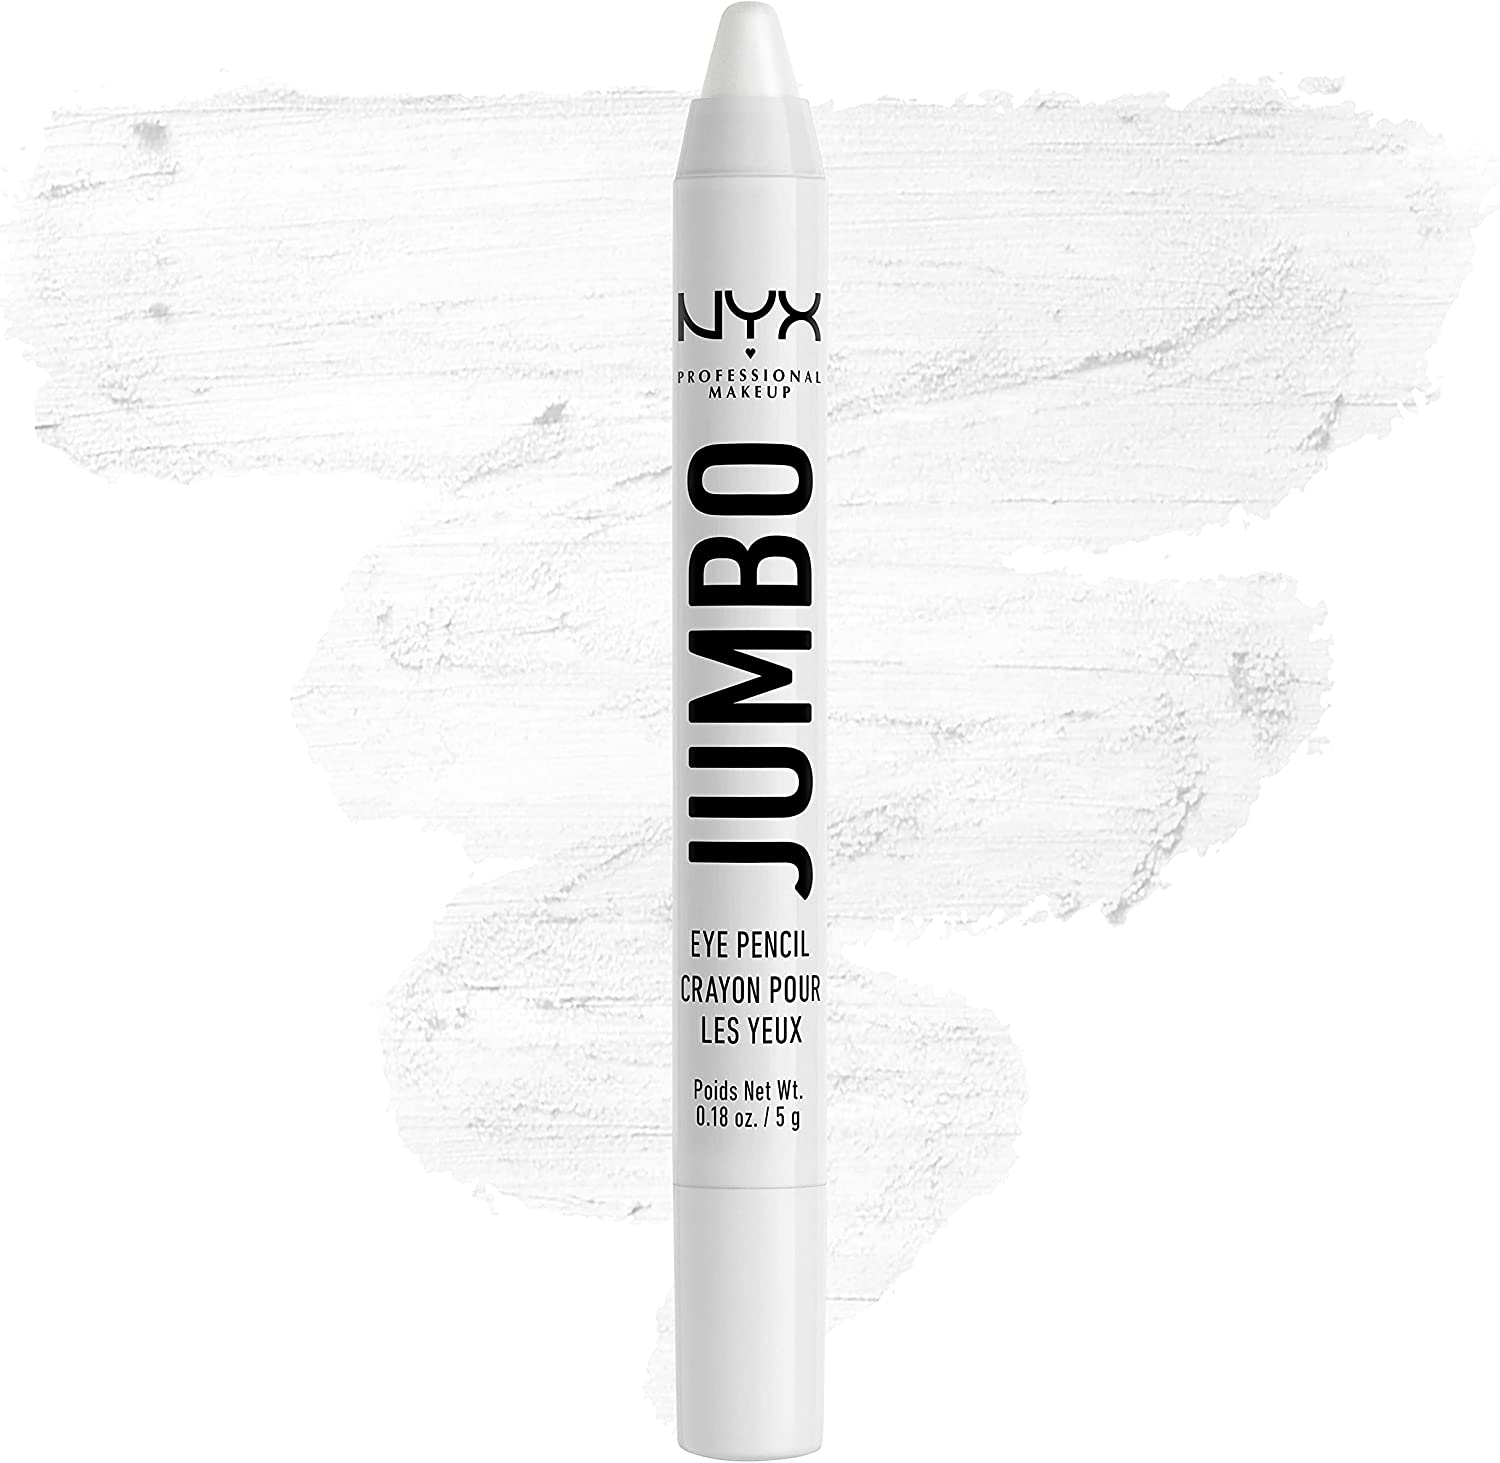 NYX
PROFESSIONAL
MAKEUP
JUMBO
EYE PENCIL
CRAYON POUR
LES YEUX
Poids Net Wt.
0.18 oz. / 5 g